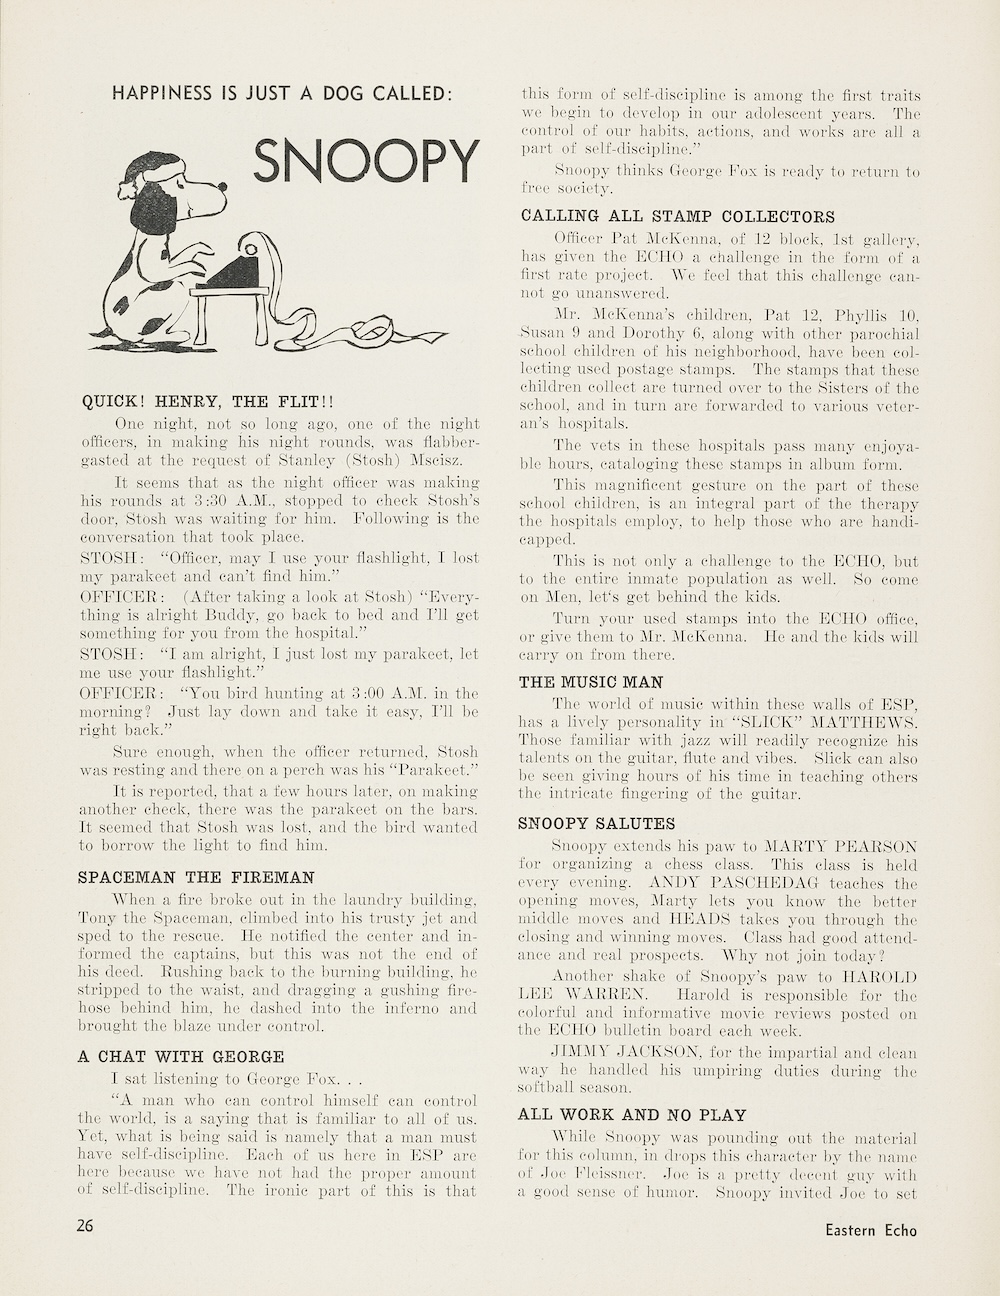 HAPPINESS IS JUST A DOG CALLED:
SNOOPY
QUICK! HENRY, THE FLIT!!
One night, not so long ago, one of the night
officers, in making his night rounds, was flabber-
gasted at the request of Stanley (Stosh) Mscisz.
It seems that as the night officer was making
his rounds at 3:30 A.M., stopped to check Stosh's
door, Stosh was waiting for him. Following is the
conversation that took place.
STOSH: "Officer, may I use your flashlight, I lost
my parakeet and can't find him."
OFFICER: (After taking a look at Stosh) "Every-
thing is alright Buddy, go back to bed and I'll get
something for you from the hospital."
STOSH: "I am alright, I just lost my parakeet, let
me use your flashlight."
OFFICER: "You bird hunting at 3:00 A.M. in the
morning? Just lay down and take it easy, I'll be
right back."
Sure enough, when the officer returned, Stosh
was resting and there on a perch was his "Parakeet."
It is reported, that a few hours later, on making
another check, there was the parakeet on the bars.
It seemed that Stosh was lost, and the bird wanted
to borrow the light to find him.
SPACEMAN THE FIREMAN
When a fire broke out in the laundry building,
Tony the Spaceman, climbed into his trusty jet and
sped to the rescue. He notified the center and in-
formed the captains, but this was not the end of
his deed. Rushing back to the burning building, he
stripped to the waist, and dragging a gushing fire-
hose behind him, he dashed into the inferno and
brought the blaze under control.
A CHAT WITH GEORGE
I sat listening to George Fox. . .
"A man who can control himself can control
the world, is a saying that is familiar to all of us.
Yet, what is being said is namely that a man must
have self-discipline. Each of us here in ESP are
here because we have not had the proper amount
of self-discipline. The ironic part of this is that
this form of self-discipline is among the first traits
we begin to develop in our adolescent years. The
control of our habits, actions, and works are all a
part of self-discipline."
Snoopy thinks George Fox is ready to return to
free society.
CALLING ALL STAMP COLLECTORS
Officer Pat McKenna, of 12 block, 1st gallery,
has given the ECHO a challenge in the form of a
first rate project. We feel that this challenge can-
not go unanswered.
Mr. McKenna's children, Pat 12, Phyllis 10,
Susan 9 and Dorothy 6, along with other parochial
school children of his neighborhood, have been col-
lecting used postage stamps. The stamps that these
children collect are turned over to the Sisters of the
school, and in turn are forwarded to various veter-
an's hospitals.
The vets in these hospitals pass many enjoya-
ble hours, cataloging these stamps in album form.
This magnificent gesture on the part of these
school children, is an integral part of the therapy
the hospitals employ, to help those who are handi-
capped.
This is not only a challenge to the ECHO, but
to the entire inmate population as well. So come
on Men, let's get behind the kids.
Turn your used stamps into the ECHO office,
or give them to Mr. McKenna. He and the kids will
carry on from there.
THE MUSIC MAN
The world of music within these walls of ESP,
has a lively personality in "SLICK" MATTHEWS.
Those familiar with jazz will readily recognize his
talents on the guitar, flute and vibes. Slick can also
be seen giving hours of his time in teaching others
the intricate fingering of the guitar.
SNOOPY SALUTES
Snoopy extends his paw to MARTY PEARSON
for organizing a chess class. This class is held
every evening. ANDY PASCHEDAG teaches the
opening moves, Marty lets you know the better
middle moves and HEADS takes you through the
closing and winning moves. Class had good attend-
ance and real prospects. Why not join today?
Another shake of Snoopy's paw to HAROLD
LEE WARREN. Harold is responsible for the
colorful and informative movie reviews posted on
the ECHO bulletin board each week.
JIMMY JACKSON, for the impartial and clean
way he handled his umpiring duties during the
softball season.
ALL WORK AND NO PLAY
While Snoopy was pounding out the material
for this column, in drops this character by the name
of Joe Fleissner. Joe is a pretty decent guy with
a good sense of humor. Snoopy invited Joe to set
26
Eastern Echo